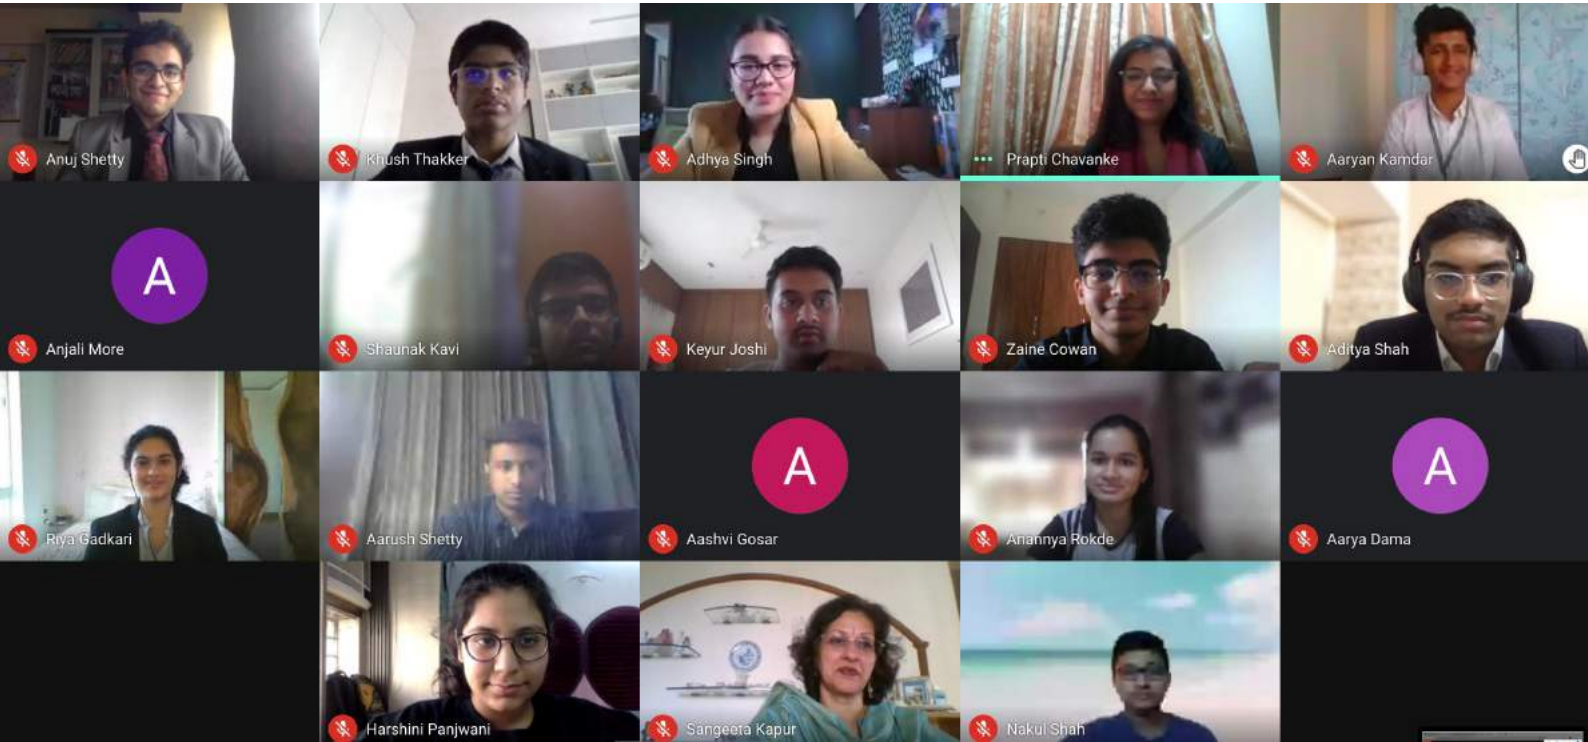 Anuj Shetty
Khush Thakker
Adhya Singh
Prapti Chavanke
Aaryan Kamdar
A
Anjali More
Shaunak Kavi
Keyur Joshi
Zaine Cowan
Aditya Shah
Riya Gadkari
Aarush Shetty
A
Aashvi Gosar
Anannya Rokde
A
Aarya Dama
Harshini Panjwani
Sangeeta Kapur
Nakul Shah